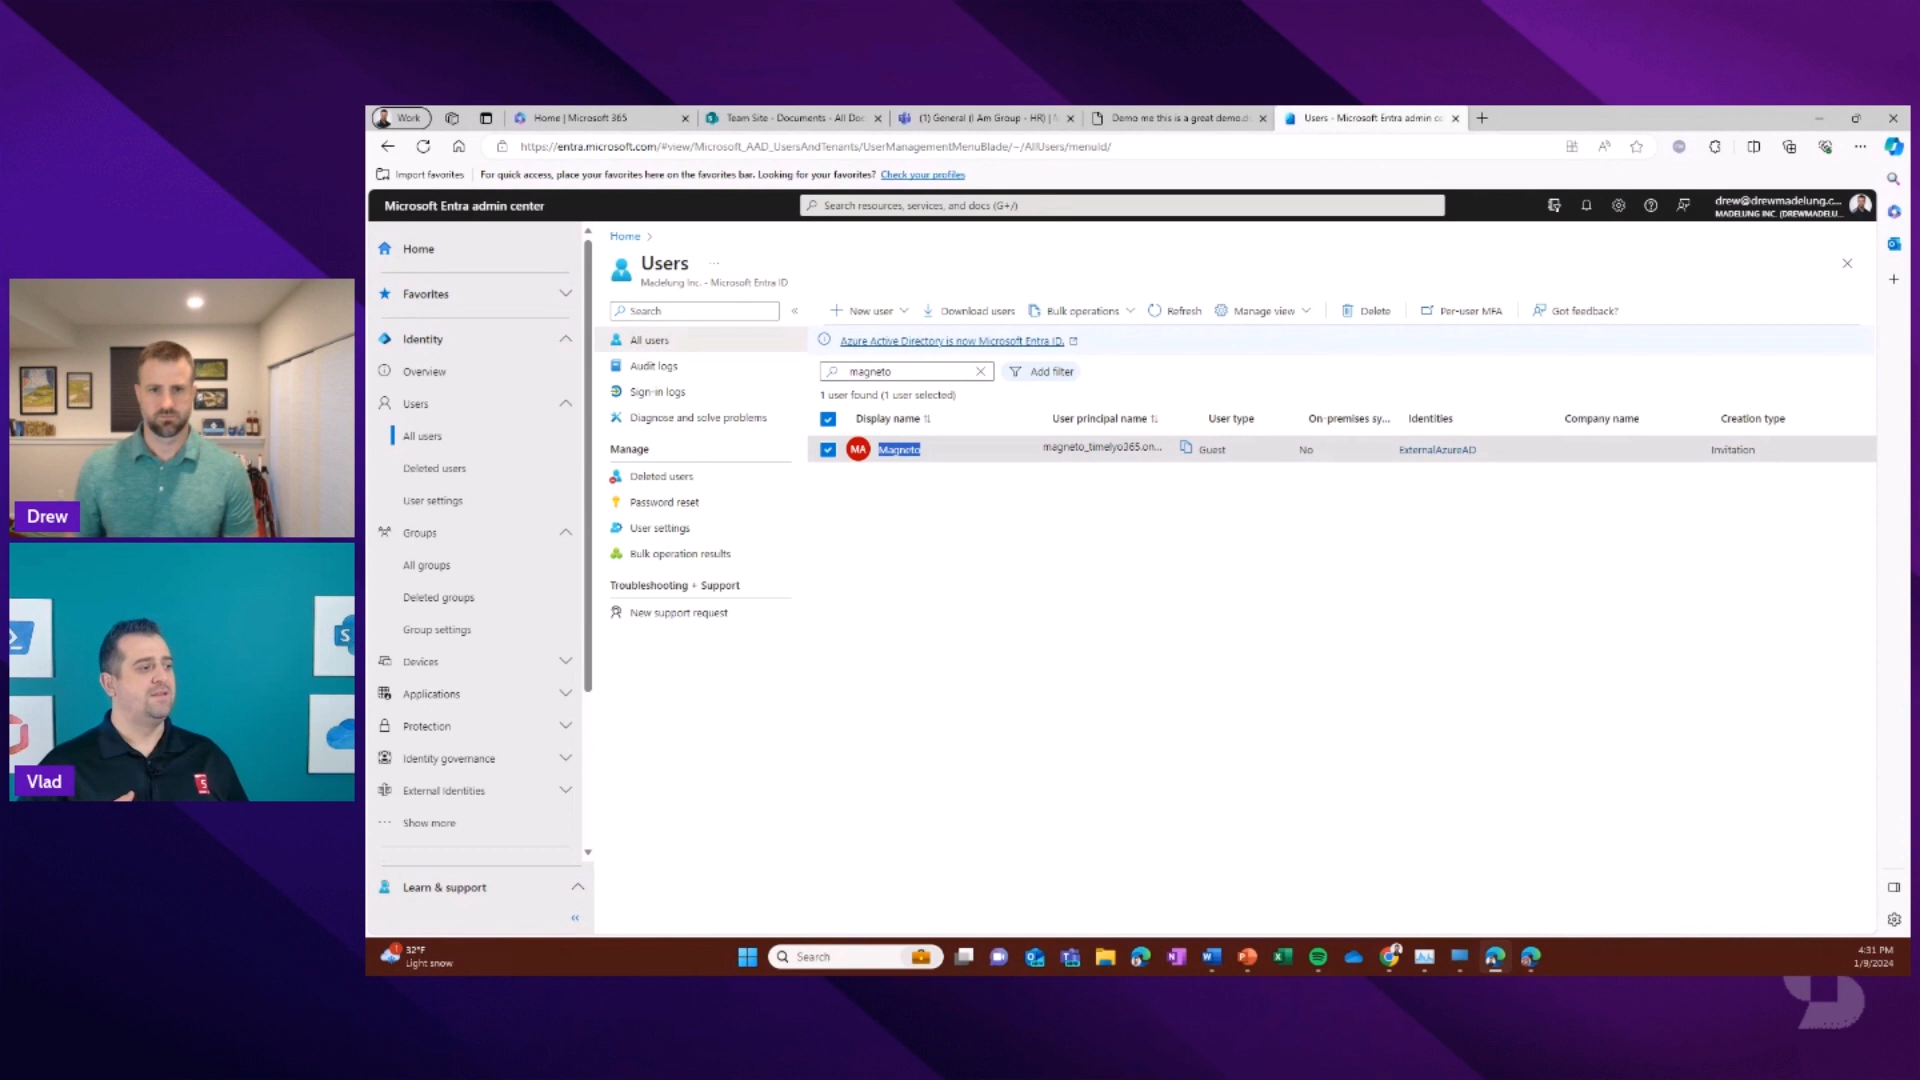 Work
Home | Microsoft 365
Team Site - Documents - All Doc
(1) General (I Am Group - HR) |
Demo me this is a great demo.d
Users - Microsoft Entra admin ce
https://entra.microsoft.com/#view/Microsoft_AAD_UsersAndTenants/UserManagementMenuBlade/~/AllUsers/menuId/
Import favorites
For quick access, place your favorites here on the favorites bar. Looking for your favorites? Check your profiles
Microsoft Entra admin center
Search resources, services, and docs (G+/)
drew@drewmadelung.c...
MADELUNG INC. (DREWMADELU...
Home
Favorites
Identity
Overview
Users
All users
Deleted users
User settings
Groups
All groups
Deleted groups
Group settings
Devices
Applications
Protection
Identity governance
External Identities
Show more
Learn & support
Home >
Users ...
Madelung Inc. - Microsoft Entra ID
Search
All users
Audit logs
Sign-in logs
Diagnose and solve problems
Manage
Deleted users
Password reset
User settings
Bulk operation results
Troubleshooting + Support
New support request
New user
Download users
Bulk operations
Refresh
Manage view
Delete
Per-user MFA
Got feedback?
Azure Active Directory is now Microsoft Entra ID.
magneto
Add filter
1 user found (1 user selected)
Display name
User principal name
User type
On-premises sy...
Identities
Company name
Creation type
MA
Magneto
magneto_timelyo365.on...
Guest
No
ExternalAzureAD
Invitation
Drew
Vlad
S
1
32°F
Light snow
Search
4:31 PM
1/9/2024